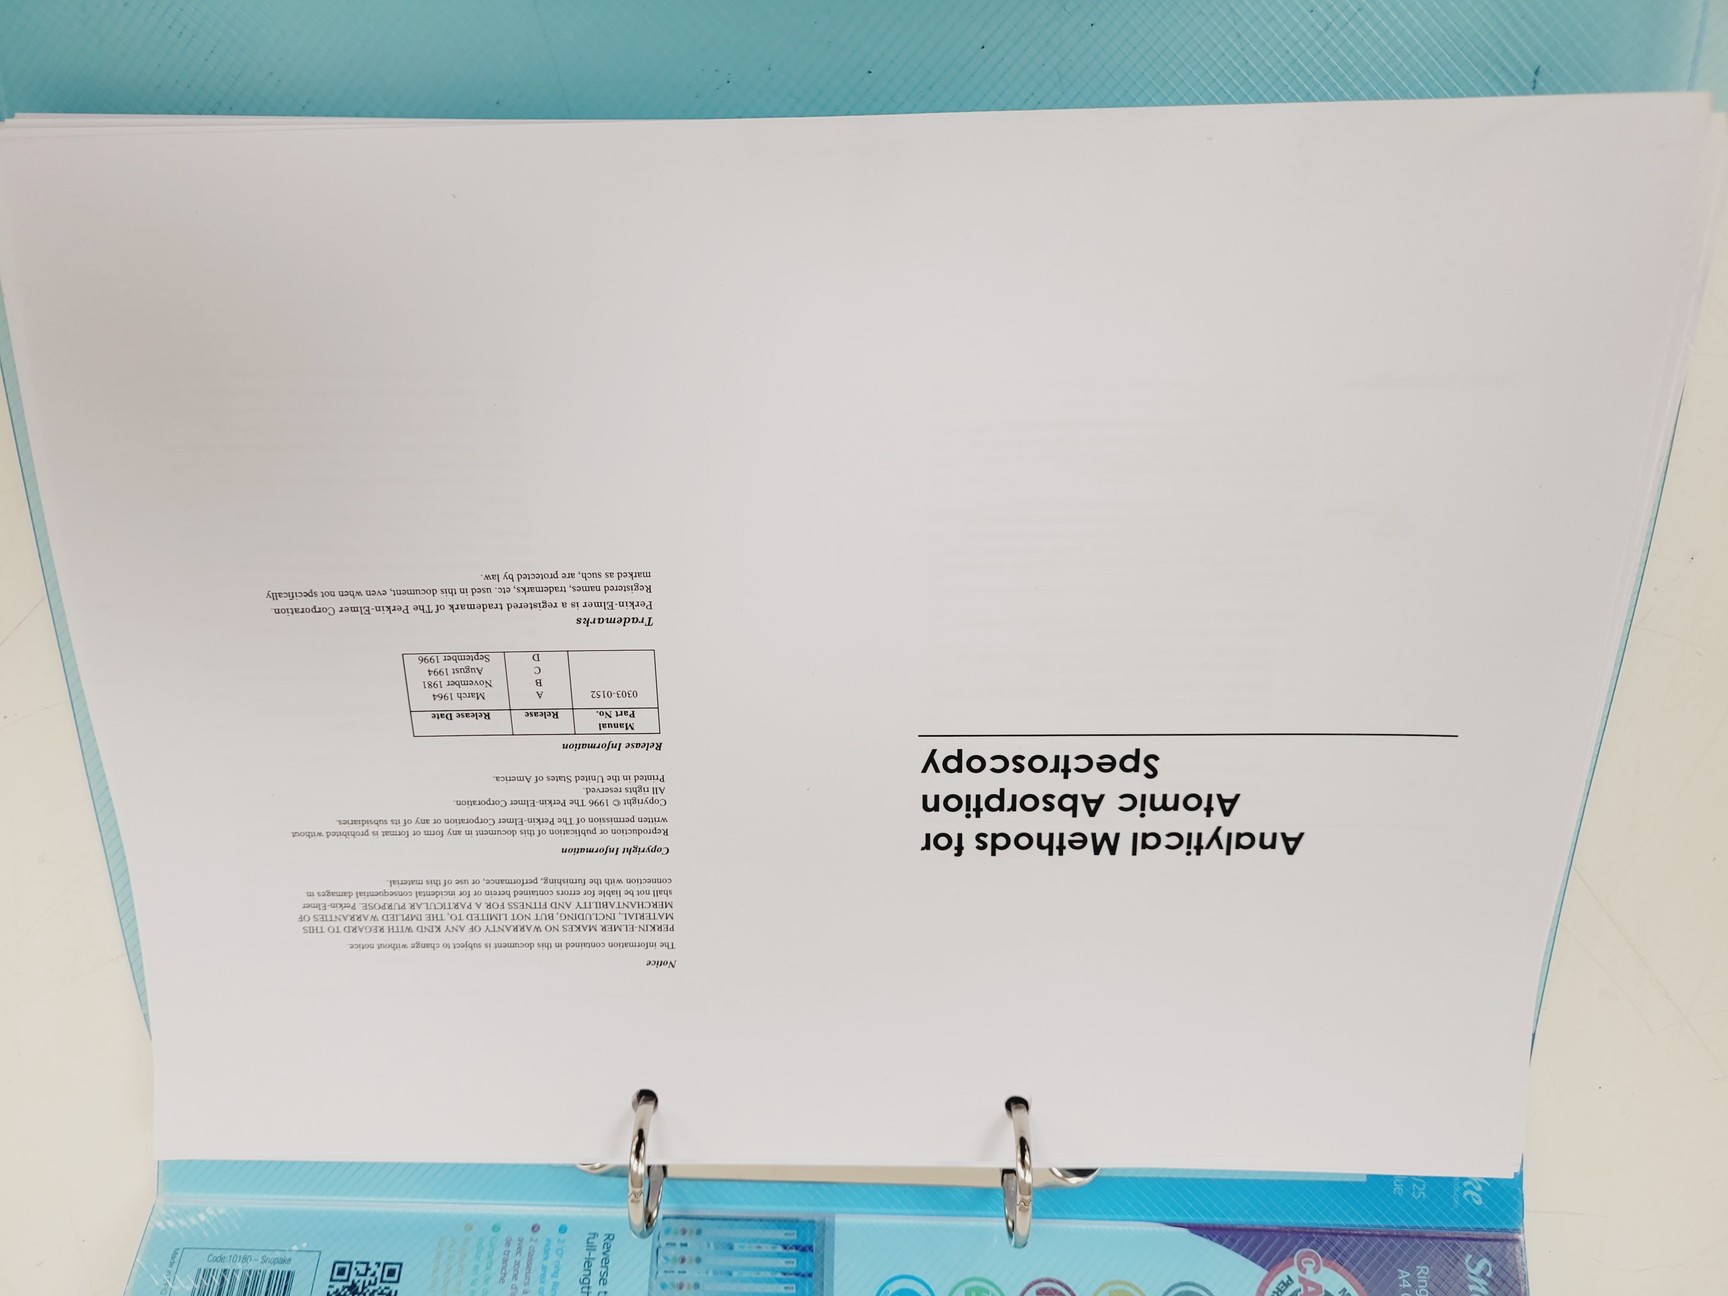 Analytical Methods for
Atomic Absorption
Spectroscopy
Notice
The information contained in this document is subject to change without notice.
PERKIN-ELMER MAKES NO WARRANTY OF ANY KIND WITH REGARD TO THIS
MATERIAL, INCLUDING, BUT NOT LIMITED TO, THE IMPLIED WARRANTIES OF
MERCHANTABILITY AND FITNESS FOR A PARTICULAR PURPOSE. Perkin-Elmer
shall not be liable for errors contained herein or for incidental consequential damages in
connection with the furnishing, performance, or use of this material.
Copyright Information
Reproduction or publication of this document in any form or format is prohibited without
written permission of The Perkin-Elmer Corporation or any of its subsidiaries.
Copyright © 1996 The Perkin-Elmer Corporation.
All rights reserved.
Printed in the United States of America.
Release Information
Manual
Part No. Release Release Date
0303-0152 A March 1964
B November 1981
C August 1994
D September 1996
Trademarks
Perkin-Elmer is a registered trademark of The Perkin-Elmer Corporation.
Registered names, trademarks, etc. used in this document, even when not specifically
marked as such, are protected by law.
Code:10180 – Snopake
Reverse
full-length